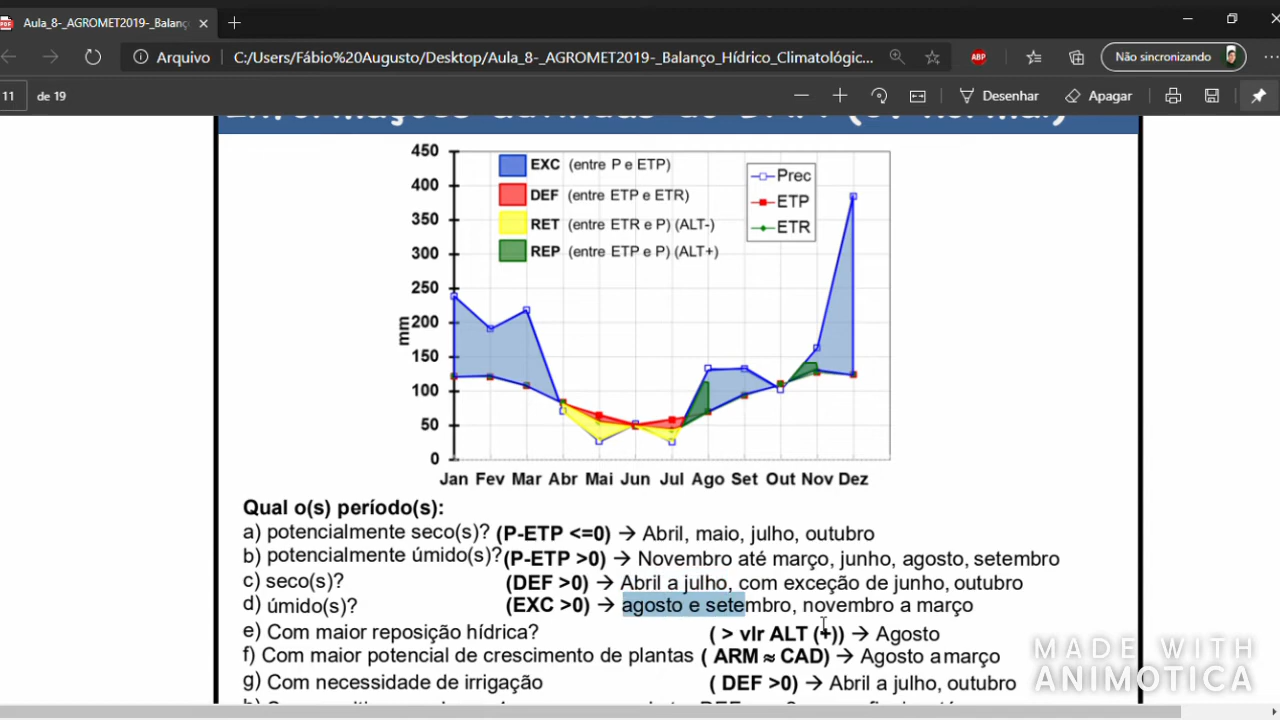 Aula_8-_AGROMET2019-_Balanç
Arquivo
C:/Users/Fábio%20Augusto/Desktop/Aula_8-_AGROMET2019-_Balanço_Hídrico_Climatológic...
ABP
Não sincronizando
11 de 19
Desenhar
Apagar
450
400
350
300
250
200
150
100
50
0
mm
EXC (entre P e ETP)
DEF (entre ETP e ETR)
RET (entre ETR e P) (ALT-)
REP (entre ETP e P) (ALT+)
Prec
ETP
ETR
Jan Fev Mar Abr Mai Jun Jul Ago Set Out Nov Dez
Qual o(s) período(s):
a) potencialmente seco(s)? (P-ETP <=0) → Abril, maio, julho, outubro
b) potencialmente úmido(s)? (P-ETP >0) → Novembro até março, junho, agosto, setembro
c) seco(s)? (DEF >0) → Abril a julho, com exceção de junho, outubro
d) úmido(s)? (EXC >0) → agosto e setembro, novembro a março
e) Com maior reposição hídrica? ( > vlr ALT (+)) → Agosto
f) Com maior potencial de crescimento de plantas ( ARM ≈ CAD) → Agosto a março
g) Com necessidade de irrigação ( DEF >0) → Abril a julho, outubro
MADE WITH
ANIMOTICA